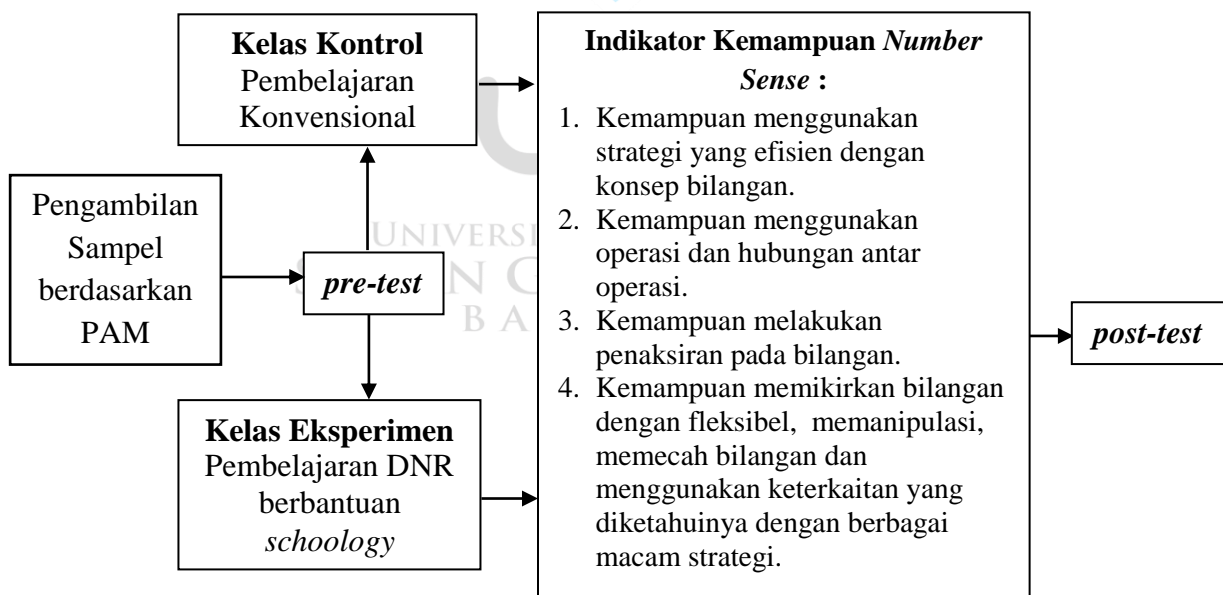 Kelas Kontrol
Pembelajaran
Konvensional
Pengambilan
Sampel
berdasarkan
PAM
pre-test
Kelas Eksperimen
Pembelajaran DNR
berbantuan
schoology
Indikator Kemampuan Number
Sense :
1. Kemampuan menggunakan
strategi yang efisien dengan
konsep bilangan.
2. Kemampuan menggunakan
operasi dan hubungan antar
operasi.
3. Kemampuan melakukan
penaksiran pada bilangan.
4. Kemampuan memikirkan bilangan
dengan fleksibel, memanipulasi,
memecah bilangan dan
menggunakan keterkaitan yang
diketahuinya dengan berbagai
macam strategi.
post-test